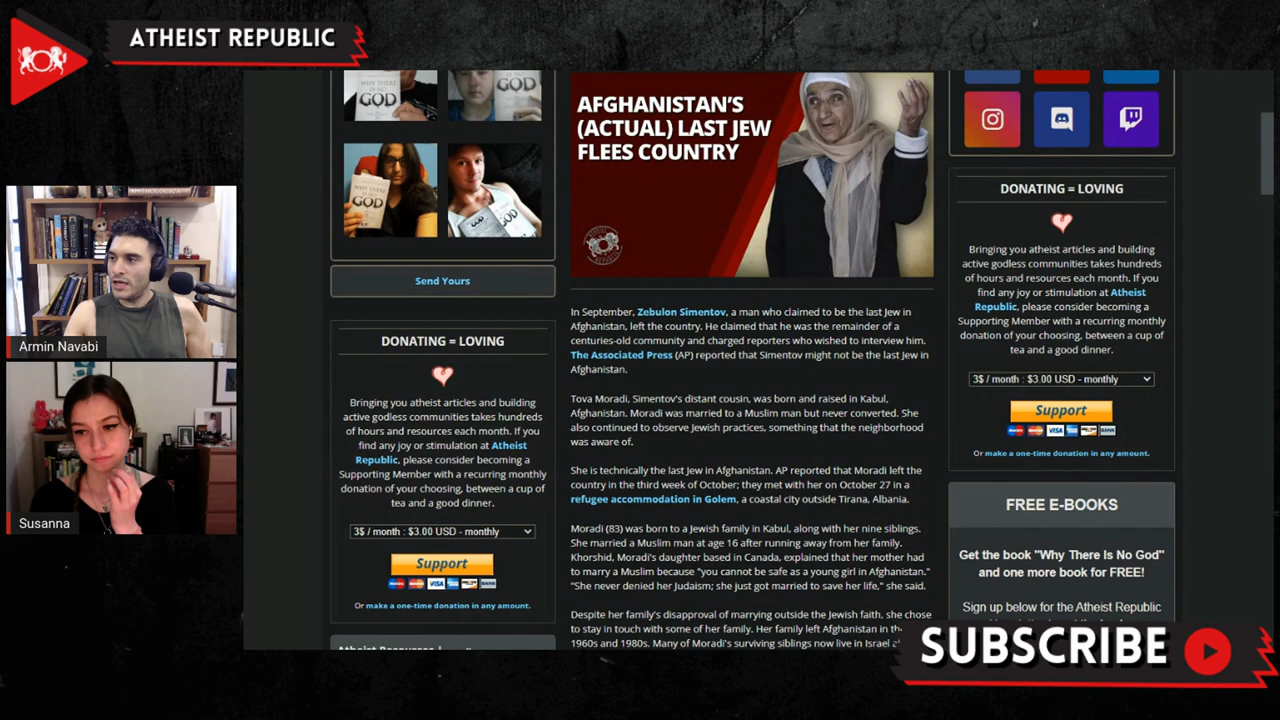 ATHEIST REPUBLIC
Armin Navabi
Susanna
WHY THERE
IS NO
GOD
GOD
WHY THERE
IS NO
GOD
Send Yours
DONATING = LOVING
Bringing you atheist articles and building
active godless communities takes hundreds
of hours and resources each month. If you
find any joy or stimulation at Atheist
Republic, please consider becoming a
Supporting Member with a recurring monthly
donation of your choosing, between a cup of
tea and a good dinner.
3$ / month : $3.00 USD - monthly
Support
VISA
BANK
Or make a one-time donation in any amount.
AFGHANISTAN'S
(ACTUAL) LAST JEW
FLEES COUNTRY
In September, Zebulon Simentov, a man who claimed to be the last Jew in
Afghanistan, left the country. He claimed that he was the remainder of a
centuries-old community and charged reporters who wished to interview him.
The Associated Press (AP) reported that Simentov might not be the last Jew in
Afghanistan.
Tova Moradi, Simentov's distant cousin, was born and raised in Kabul,
Afghanistan. Moradi was married to a Muslim man but never converted. She
also continued to observe Jewish practices, something that the neighborhood
was aware of.
She is technically the last Jew in Afghanistan. AP reported that Moradi left the
country in the third week of October; they met with her on October 27 in a
refugee accommodation in Golem, a coastal city outside Tirana, Albania.
Moradi (83) was born to a Jewish family in Kabul, along with her nine siblings.
She married a Muslim man at age 16 after running away from her family.
Khorshid, Moradi's daughter based in Canada, explained that her mother had
to marry a Muslim because "you cannot be safe as a young girl in Afghanistan."
"She never denied her Judaism; she just got married to save her life," she said.
Despite her family's disapproval of marrying outside the Jewish faith, she chose
to stay in touch with some of her family. Her family left Afghanistan in the
1960s and 1980s. Many of Moradi's surviving siblings now live in Israel
DONATING = LOVING
Bringing you atheist articles and building
active godless communities takes hundreds
of hours and resources each month. If you
find any joy or stimulation at Atheist
Republic, please consider becoming a
Supporting Member with a recurring monthly
donation of your choosing, between a cup of
tea and a good dinner.
3$ / month : $3.00 USD - monthly
Support
VISA
BANK
Or make a one-time donation in any amount.
FREE E-BOOKS
Get the book "Why There Is No God"
and one more book for FREE!
Sign up below for the Atheist Republic
SUBSCRIBE